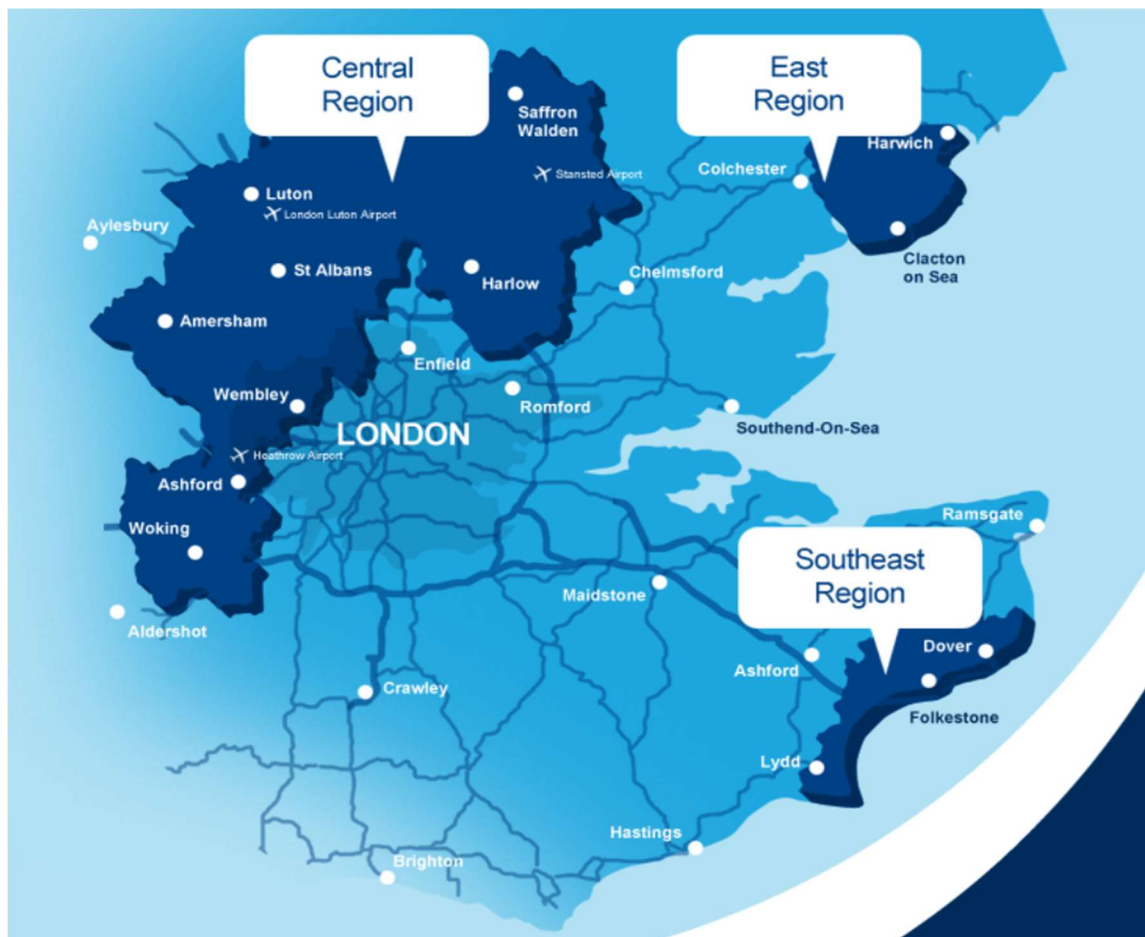 Central
Region
East
Region
Saffron
Walden
Harwich
Stansted Airport
Colchester
Luton
London Luton Airport
Aylesbury
Clacton
on Sea
St Albans
Harlow
Chelmsford
Amersham
Enfield
Wembley
Romford
Southend-On-Sea
LONDON
Heathrow Airport
Ashford
Ramsgate
Woking
Southeast
Region
Maidstone
Aldershot
Dover
Ashford
Crawley
Folkestone
Lydd
Hastings
Brighton